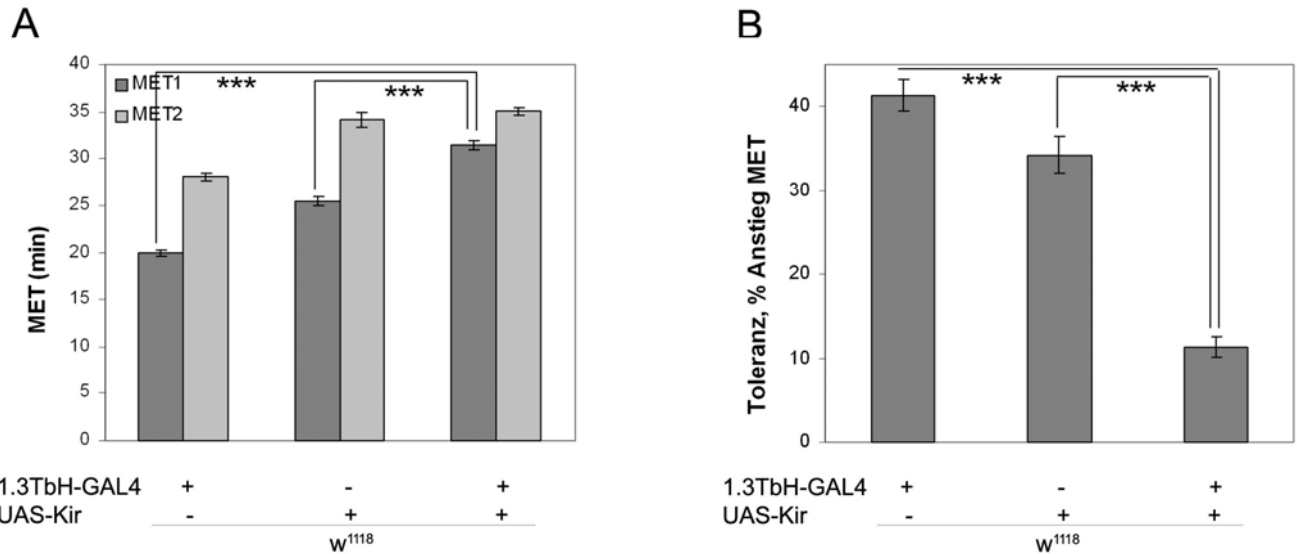 A
MET (min)
40
35
30
25
20
15
10
5
0
MET1
MET2
***
***
1.3TbH-GAL4 + - +
UAS-Kir - + +
w1118
B
Toleranz, % Anstieg MET
40
30
20
10
0
***
***
1.3TbH-GAL4 + - +
UAS-Kir - + +
w1118